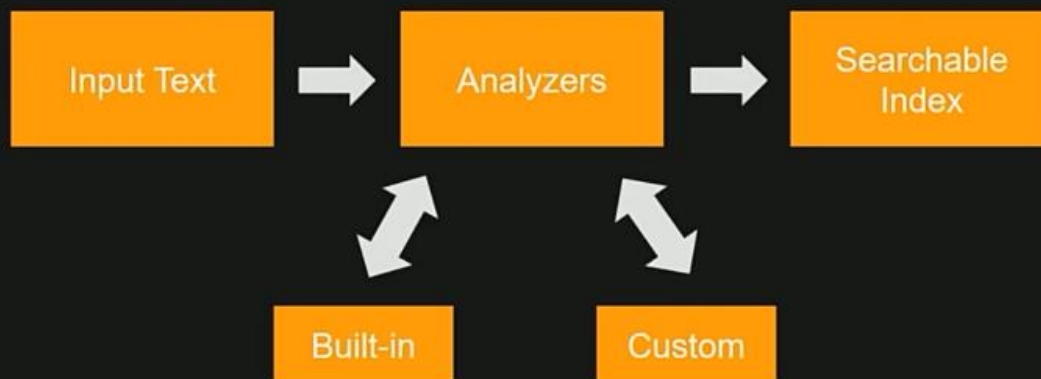 Input Text
Analyzers
Searchable
Index
Built-in
Custom